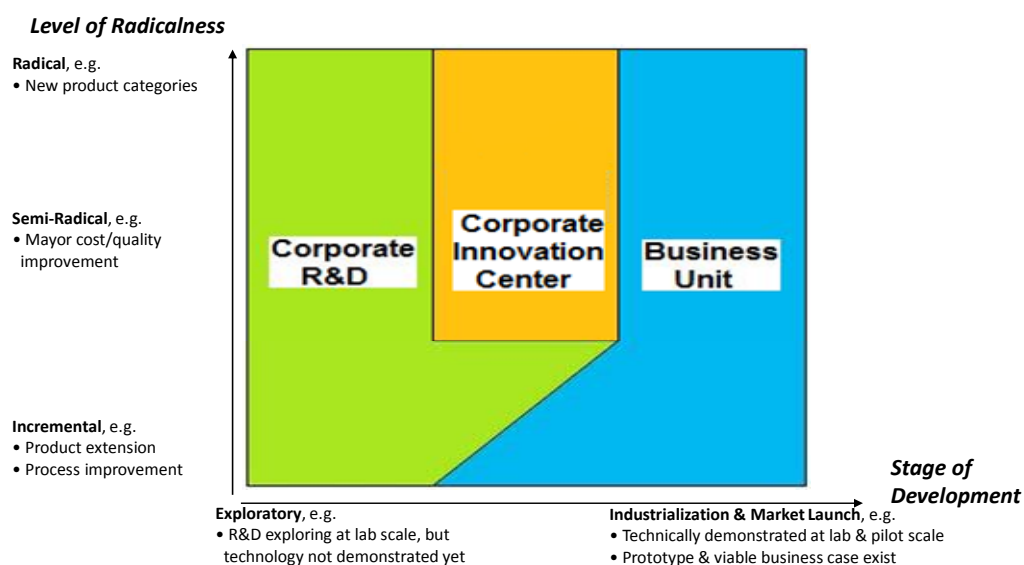 Level of Radicalness
Radical, e.g.
• New product categories
Semi-Radical, e.g.
• Mayor cost/quality
improvement
Corporate
R&D
Corporate
Innovation
Center
Business
Unit
Incremental, e.g.
• Product extension
• Process improvement
Stage of
Development
Exploratory, e.g.
• R&D exploring at lab scale, but
technology not demonstrated yet
Industrialization & Market Launch, e.g.
• Technically demonstrated at lab & pilot scale
• Prototype & viable business case exist